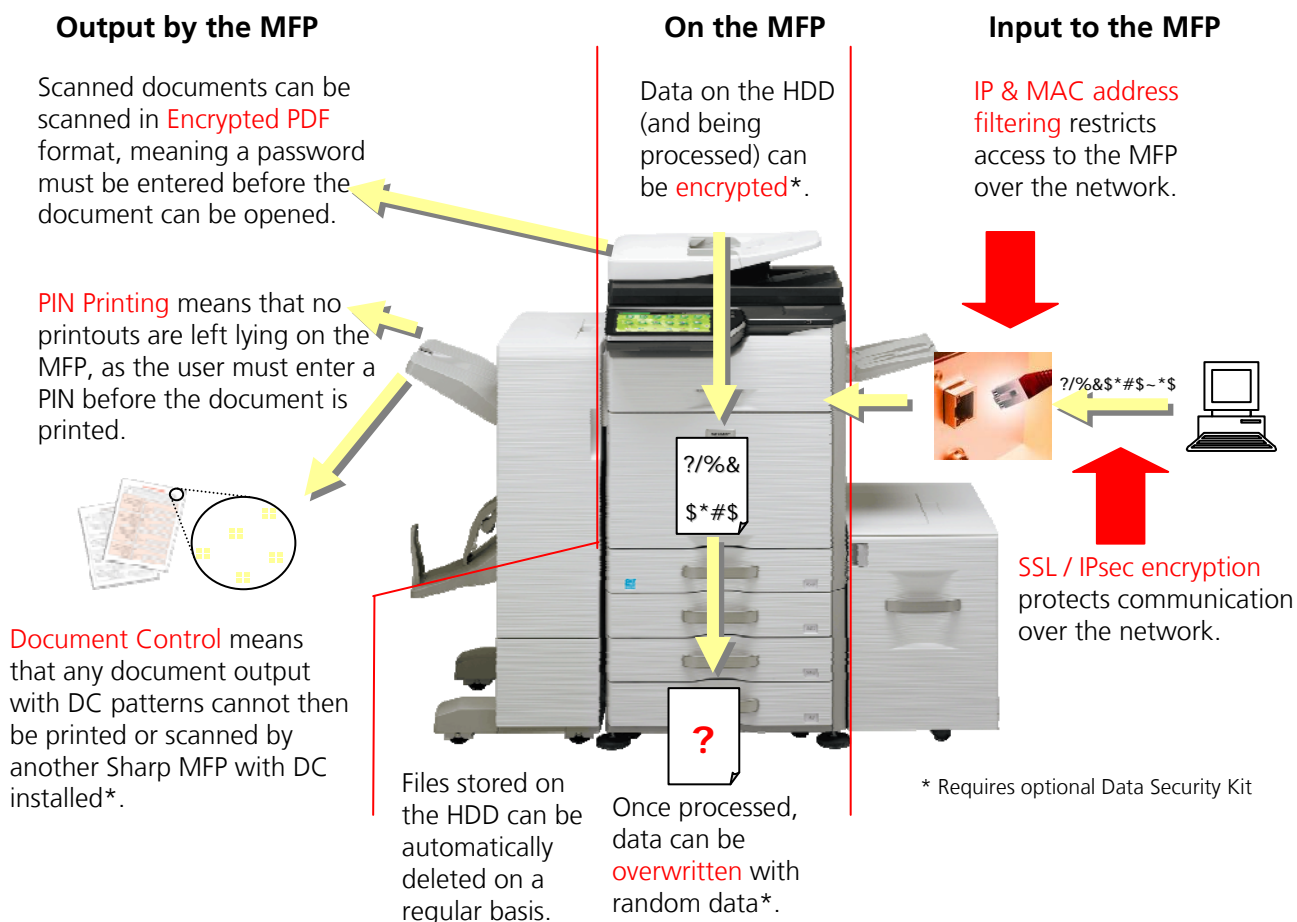 Output by the MFP
On the MFP
Input to the MFP
Scanned documents can be
scanned in Encrypted PDF
format, meaning a password
must be entered before the
document can be opened.
PIN Printing means that no
printouts are left lying on the
MFP, as the user must enter a
PIN before the document is
printed.
Document Control means
that any document output
with DC patterns cannot then
be printed or scanned by
another Sharp MFP with DC
installed*.
Data on the HDD
(and being
processed) can
be encrypted*.
?/%&
$*#$
?
Files stored on
the HDD can be
automatically
deleted on a
regular basis.
Once processed,
data can be
overwritten with
random data*.
IP & MAC address
filtering restricts
access to the MFP
over the network.
?/%&$*#$~*$
SSL / IPsec encryption
protects communication
over the network.
* Requires optional Data Security Kit